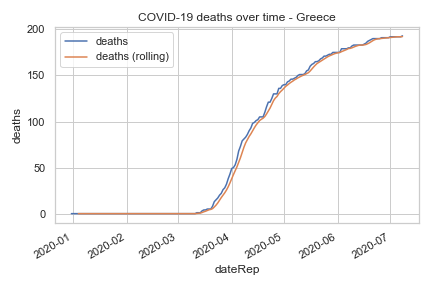 COVID-19 deaths over time - Greece
deaths
deaths (rolling)
200
150
100
50
0
deaths
2020-01
2020-02
2020-03
2020-04
2020-05
2020-06
2020-07
dateRep